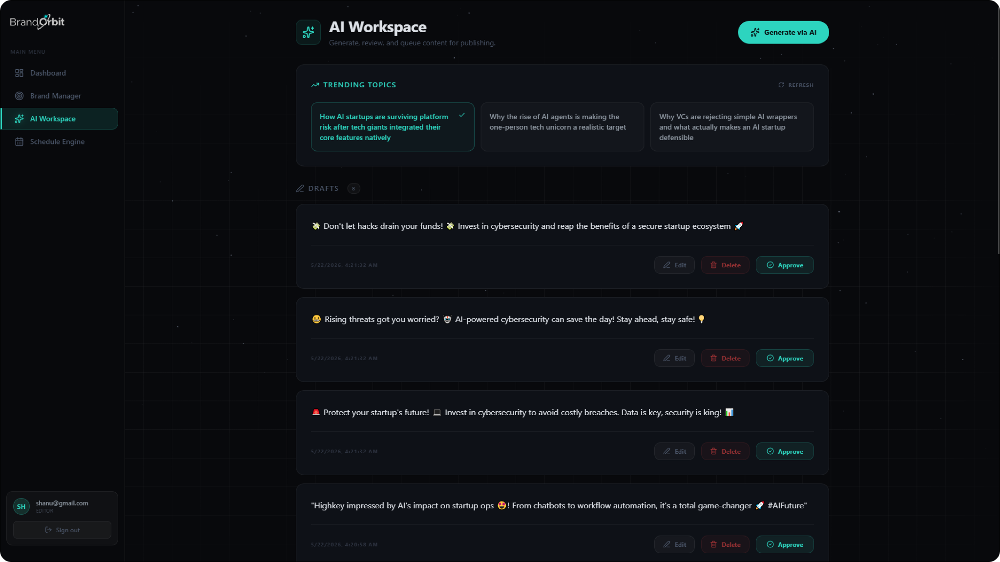 BrandOrbit
MAIN MENU
Dashboard
Brand Manager
AI Workspace
Schedule Engine
AI Workspace
Generate, review, and queue content for publishing.
Generate via AI
TRENDING TOPICS
REFRESH
How AI startups are surviving platform
risk after tech giants integrated their
core features natively
Why the rise of AI agents is making the
one-person tech unicorn a realistic target
Why VCs are rejecting simple AI wrappers
and what actually makes an AI startup
defensible
DRAFTS 8
💸 Don't let hacks drain your funds! 💸 Invest in cybersecurity and reap the benefits of a secure startup ecosystem 🚀
5/22/2026, 4:21:32 AM
Edit
Delete
Approve
😬 Rising threats got you worried? 🤖 AI-powered cybersecurity can save the day! Stay ahead, stay safe! 💡
5/22/2026, 4:21:32 AM
Edit
Delete
Approve
🚨 Protect your startup's future! 💻 Invest in cybersecurity to avoid costly breaches. Data is key, security is king! 📊
5/22/2026, 4:21:32 AM
Edit
Delete
Approve
"Highkey impressed by AI's impact on startup ops 🤩! From chatbots to workflow automation, it's a total game-changer 🚀 #AIFuture"
5/22/2026, 4:20:58 AM
Edit
Delete
Approve
SH
shanu@gmail.com
EDITOR
Sign out